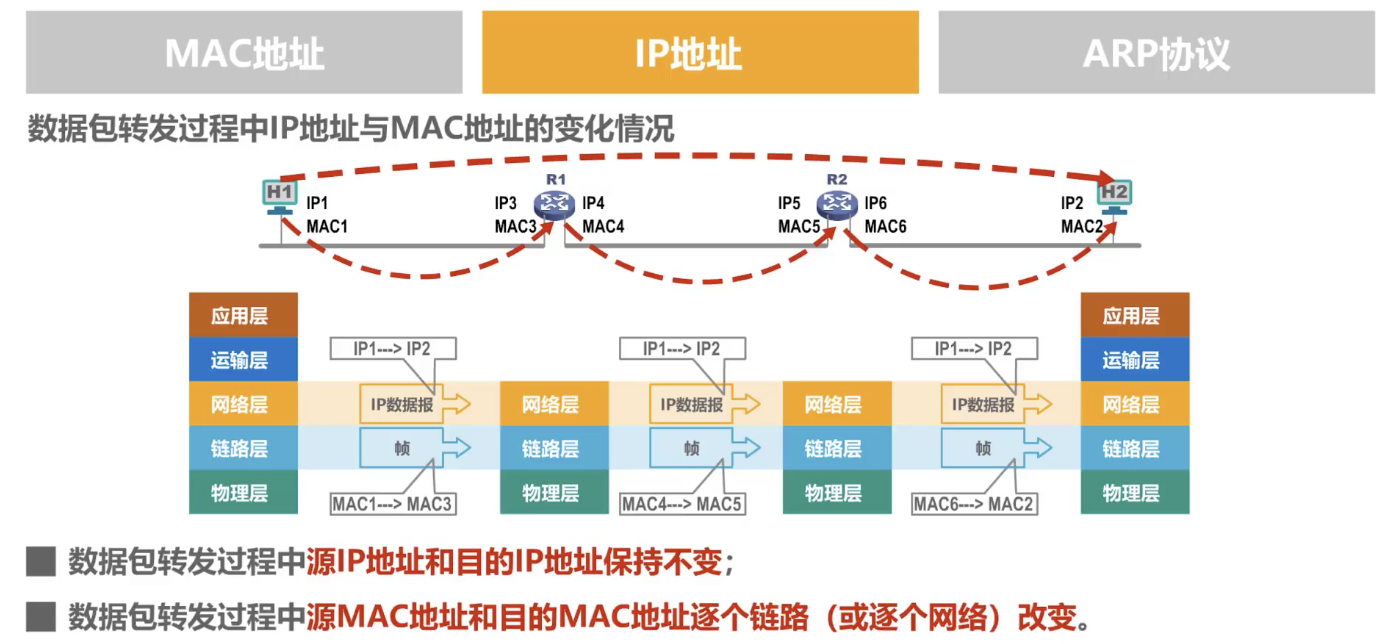 MAC地址
IP地址
ARP协议
数据包转发过程中IP地址与MAC地址的变化情况
H1
IP1
MAC1
R1
IP3
MAC3
IP4
MAC4
R2
IP5
MAC5
IP6
MAC6
H2
IP2
MAC2
应用层
运输层
网络层
链路层
物理层
IP1---> IP2
IP数据报
帧
MAC1---> MAC3
网络层
链路层
物理层
IP1---> IP2
IP数据报
帧
MAC4---> MAC5
网络层
链路层
物理层
IP1---> IP2
IP数据报
帧
MAC6---> MAC2
应用层
运输层
网络层
链路层
物理层
数据包转发过程中源IP地址和目的IP地址保持不变；
数据包转发过程中源MAC地址和目的MAC地址逐个链路（或逐个网络）改变。